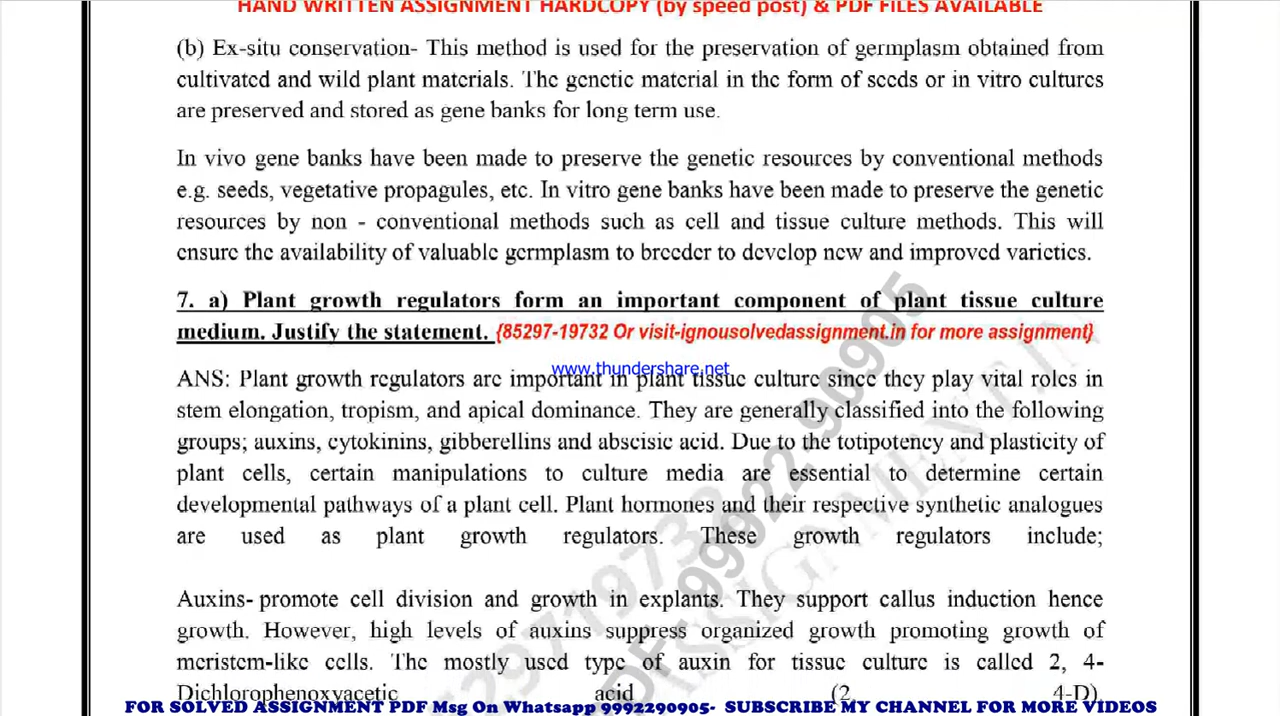 HAND WRITTEN ASSIGNMENT HARDCOPY (by speed post) & PDF FILES AVAILABLE
(b) Ex-situ conservation- This method is used for the preservation of germplasm obtained from
cultivated and wild plant materials. The genetic material in the form of seeds or in vitro cultures
are preserved and stored as gene banks for long term use.
In vivo gene banks have been made to preserve the genetic resources by conventional methods
e.g. seeds, vegetative propagules, etc. In vitro gene banks have been made to preserve the genetic
resources by non - conventional methods such as cell and tissue culture methods. This will
ensure the availability of valuable germplasm to breeder to develop new and improved varieties.
7. a) Plant growth regulators form an important component of plant tissue culture
medium. Justify the statement. {85297-19732 Or visit-ignousolvedassignment.in for more assignment}
www.thundershare.net
ANS: Plant growth regulators are important in plant tissue culture since they play vital roles in
stem elongation, tropism, and apical dominance. They are generally classified into the following
groups; auxins, cytokinins, gibberellins and abscisic acid. Due to the totipotency and plasticity of
plant cells, certain manipulations to culture media are essential to determine certain
developmental pathways of a plant cell. Plant hormones and their respective synthetic analogues
are used as plant growth regulators. These growth regulators include;
Auxins- promote cell division and growth in explants. They support callus induction hence
growth. However, high levels of auxins suppress organized growth promoting growth of
meristem-like cells. The mostly used type of auxin for tissue culture is called 2, 4-
Dichlorophenoxyacetic acid (2, 4-D).
FOR SOLVED ASSIGNMENT PDF Msg On Whatsapp 9992290905- SUBSCRIBE MY CHANNEL FOR MORE VIDEOS